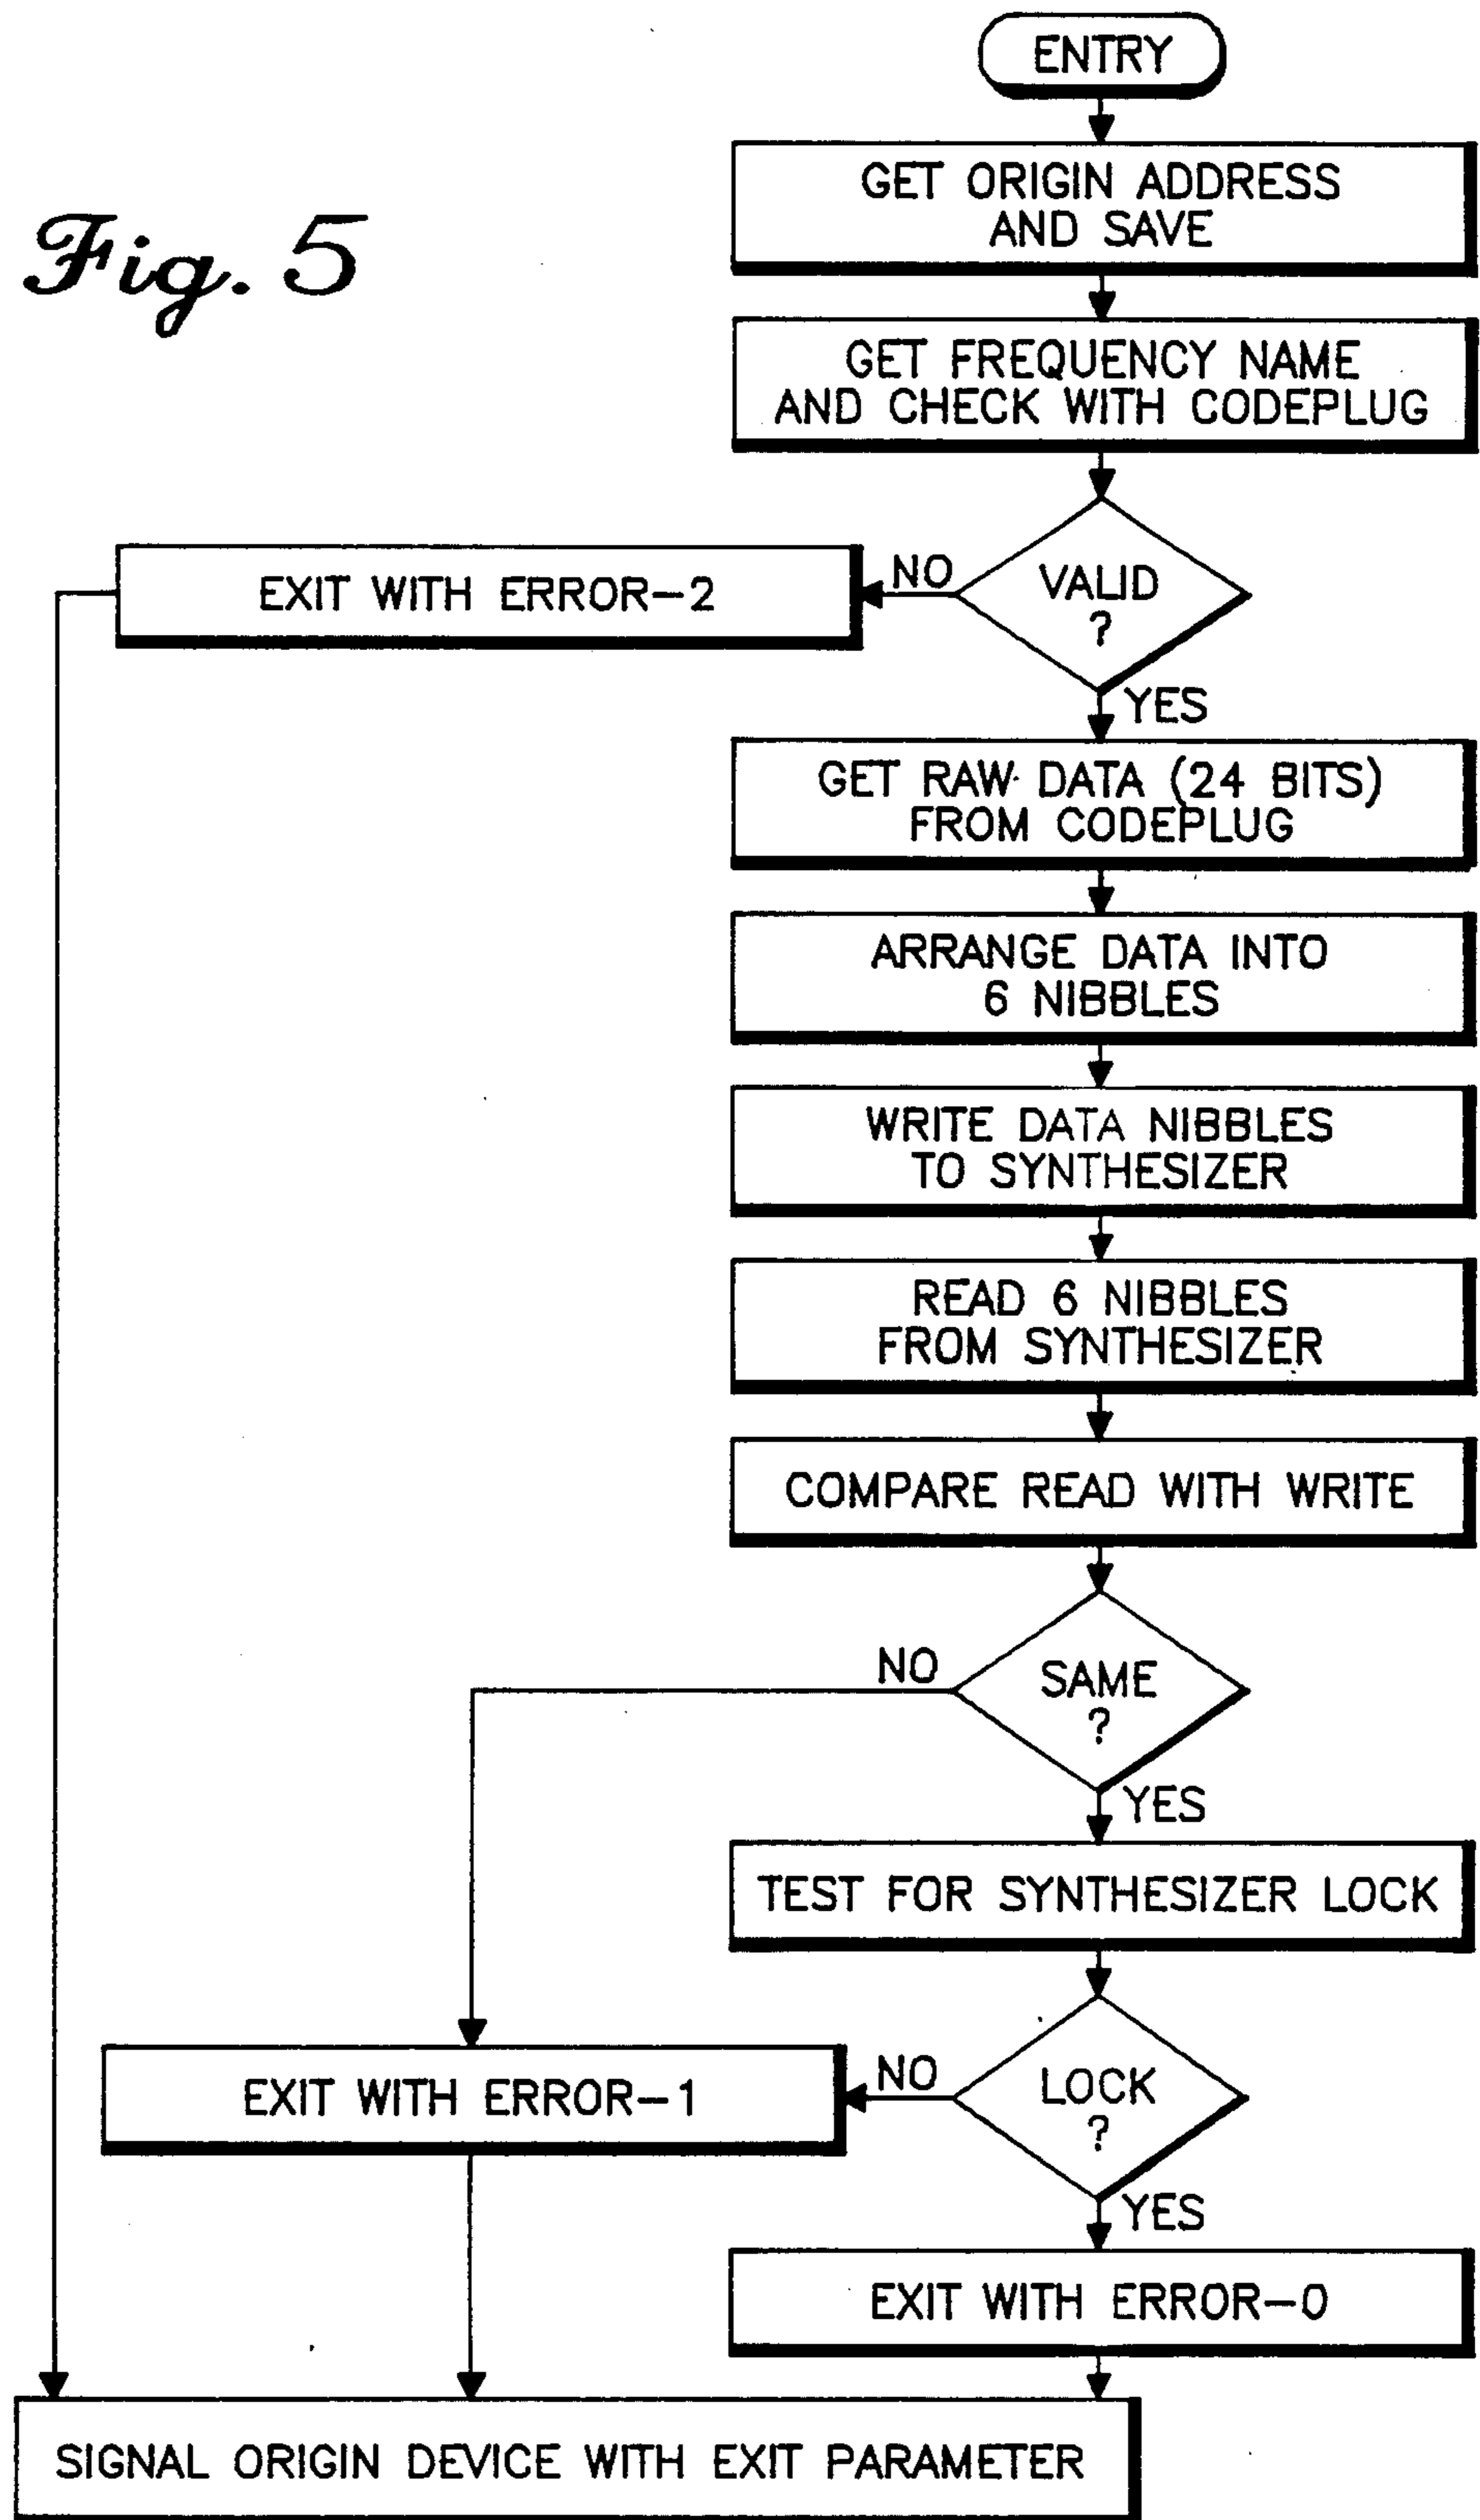 ENTRY
Fig. 5
GET ORIGIN ADDRESS
AND SAVE
GET FREQUENCY NAME
AND CHECK WITH CODEPLUG
VALID
?
NO
EXIT WITH ERROR-2
YES
GET RAW DATA (24 BITS)
FROM CODEPLUG
ARRANGE DATA INTO
6 NIBBLES
WRITE DATA NIBBLES
TO SYNTHESIZER
READ 6 NIBBLES
FROM SYNTHESIZER
COMPARE READ WITH WRITE
SAME
?
NO
YES
TEST FOR SYNTHESIZER LOCK
LOCK
?
NO
EXIT WITH ERROR-1
YES
EXIT WITH ERROR-0
SIGNAL ORIGIN DEVICE WITH EXIT PARAMETER